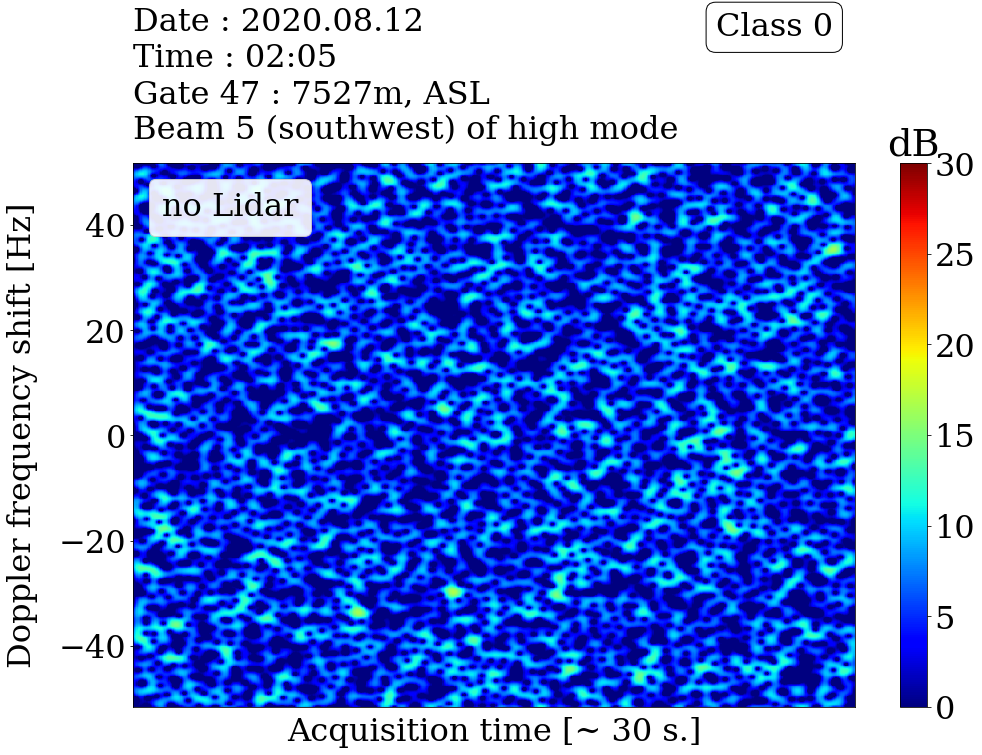 Date : 2020.08.12
Time : 02:05
Gate 47 : 7527m, ASL
Beam 5 (southwest) of high mode
Class 0
dB
no Lidar
Doppler frequency shift [Hz]
40
20
0
−20
−40
Acquisition time [~ 30 s.]
30
25
20
15
10
5
0